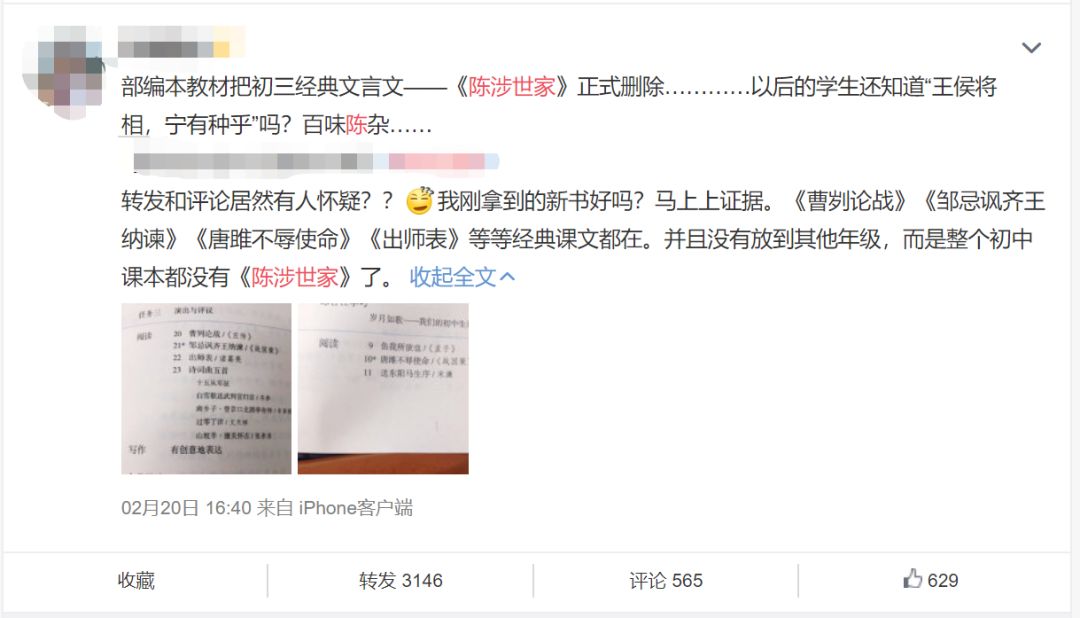 部编本教材把初三经典文言文——《陈涉世家》正式删除…………以后的学生还知道“王侯将
相，宁有种乎”吗？百味陈杂……
转发和评论居然有人怀疑？？我刚拿到的新书好吗？马上上证据。《曹刿论战》《邹忌讽齐王
纳谏》《唐雎不辱使命》《出师表》等等经典课文都在。并且没有放到其他年级，而是整个初中
课本都没有《陈涉世家》了。 收起全文
任务三 演出与评议
阅读 20 曹刿论战/《左传》
21* 邹忌讽齐王纳谏/《战国策》
22 出师表/诸葛亮
23 诗词曲五首
十五从军征
白雪歌送武判官归京/岑参
南乡子·登京口北固亭有怀/
过零丁洋/文天祥
山坡羊·潼关怀古/张养浩
写作 有创意地表达
岁月如歌——我们的初中生
阅读 9 鱼我所欲也/《孟子》
10* 唐雎不辱使命/《战国策
11 送东阳马生序/宋濂
02月20日 16:40 来自 iPhone客户端
收藏 转发 3146 评论 565 629